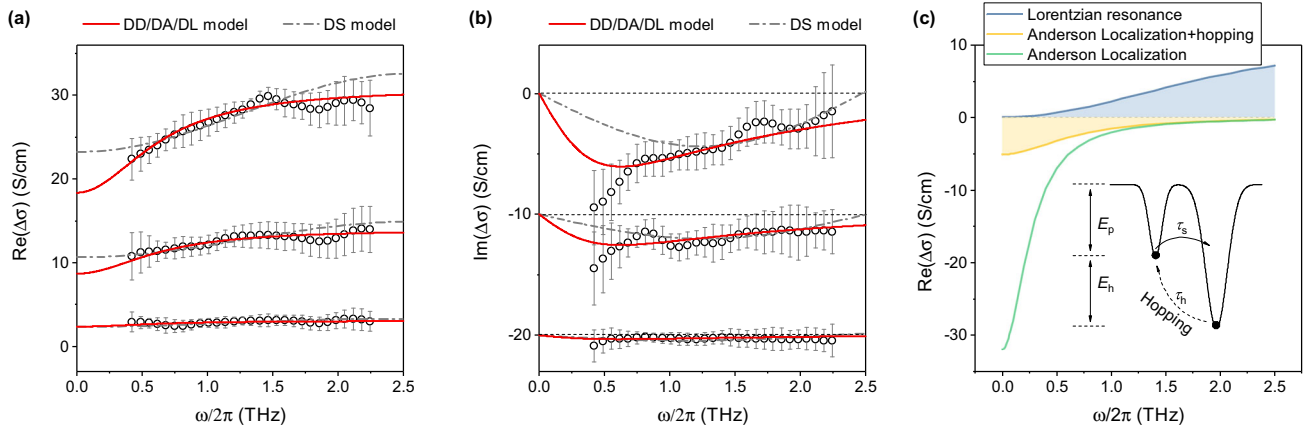 (a)
DD/DA/DL model
DS model
Re(Δσ) (S/cm)
30
20
10
0
0.0
0.5
1.0
1.5
2.0
2.5
ω/2π (THz)
(b)
DD/DA/DL model
DS model
Im(Δσ) (S/cm)
0
-10
-20
0.0
0.5
1.0
1.5
2.0
2.5
ω/2π (THz)
(c)
Lorentzian resonance
Anderson Localization+hopping
Anderson Localization
Re(Δσ) (S/cm)
10
0
-10
-20
-30
0.0
0.5
1.0
1.5
2.0
2.5
ω/2π (THz)
Ep
Eh
τs
τh
Hopping